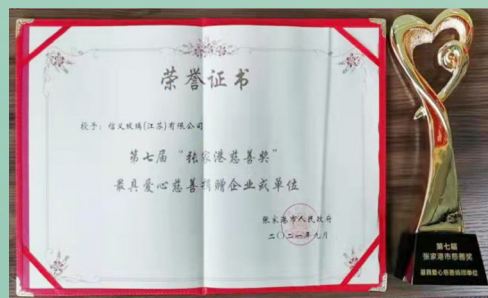 荣誉证书
授予：信义玻璃(江苏)有限公司
第七届“张家港慈善奖”
最具爱心慈善捐赠企业或单位
张家港市人民政府
二〇二一年九月
第七届
张家港市慈善奖
最具爱心慈善捐赠单位